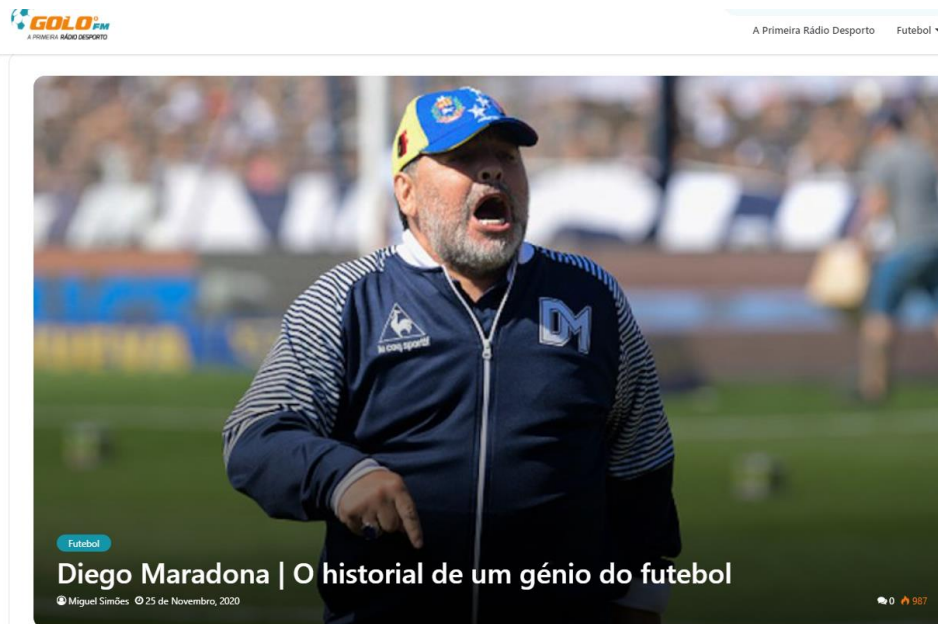 GOLO FM
A PRIMEIRA RÁDIO DESPORTO
A Primeira Rádio Desporto Futebol
le coq sportif
DM
Futebol
Diego Maradona | O historial de um génio do futebol
Miguel Simões 25 de Novembro, 2020
0 987